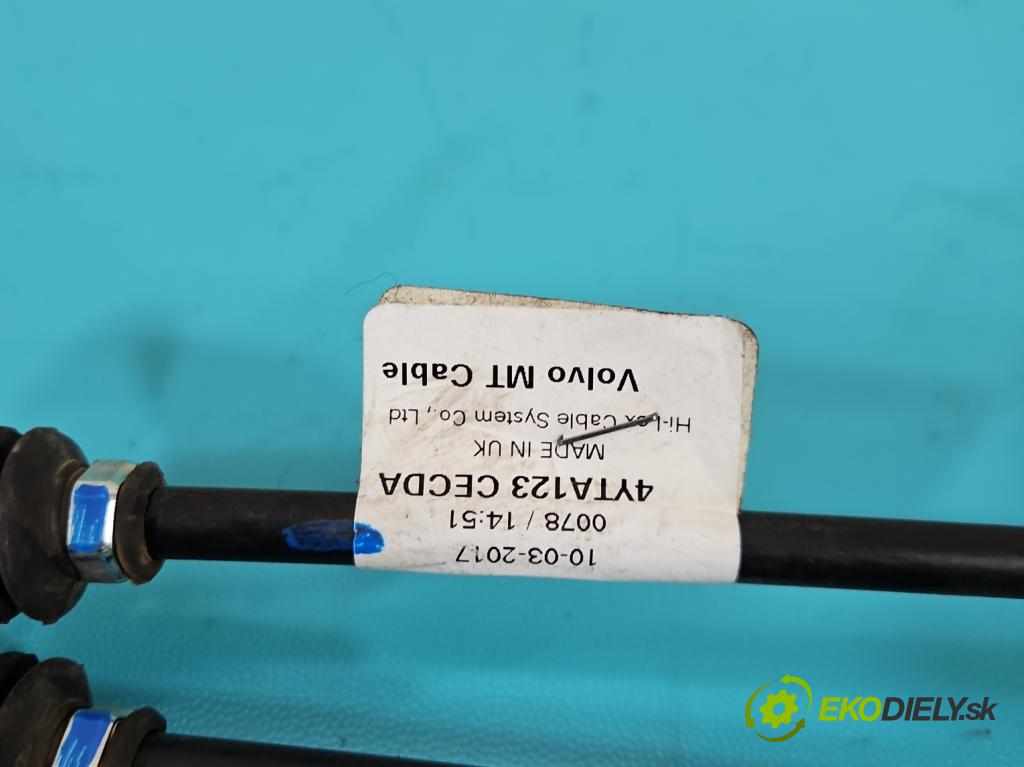 10-03-2017
0078 / 14:51
4YTA123 CECDA
MADE IN UK
Hi-Lex Cable System Co., Ltd
Volvo MT Cable
EKODIELY.sk